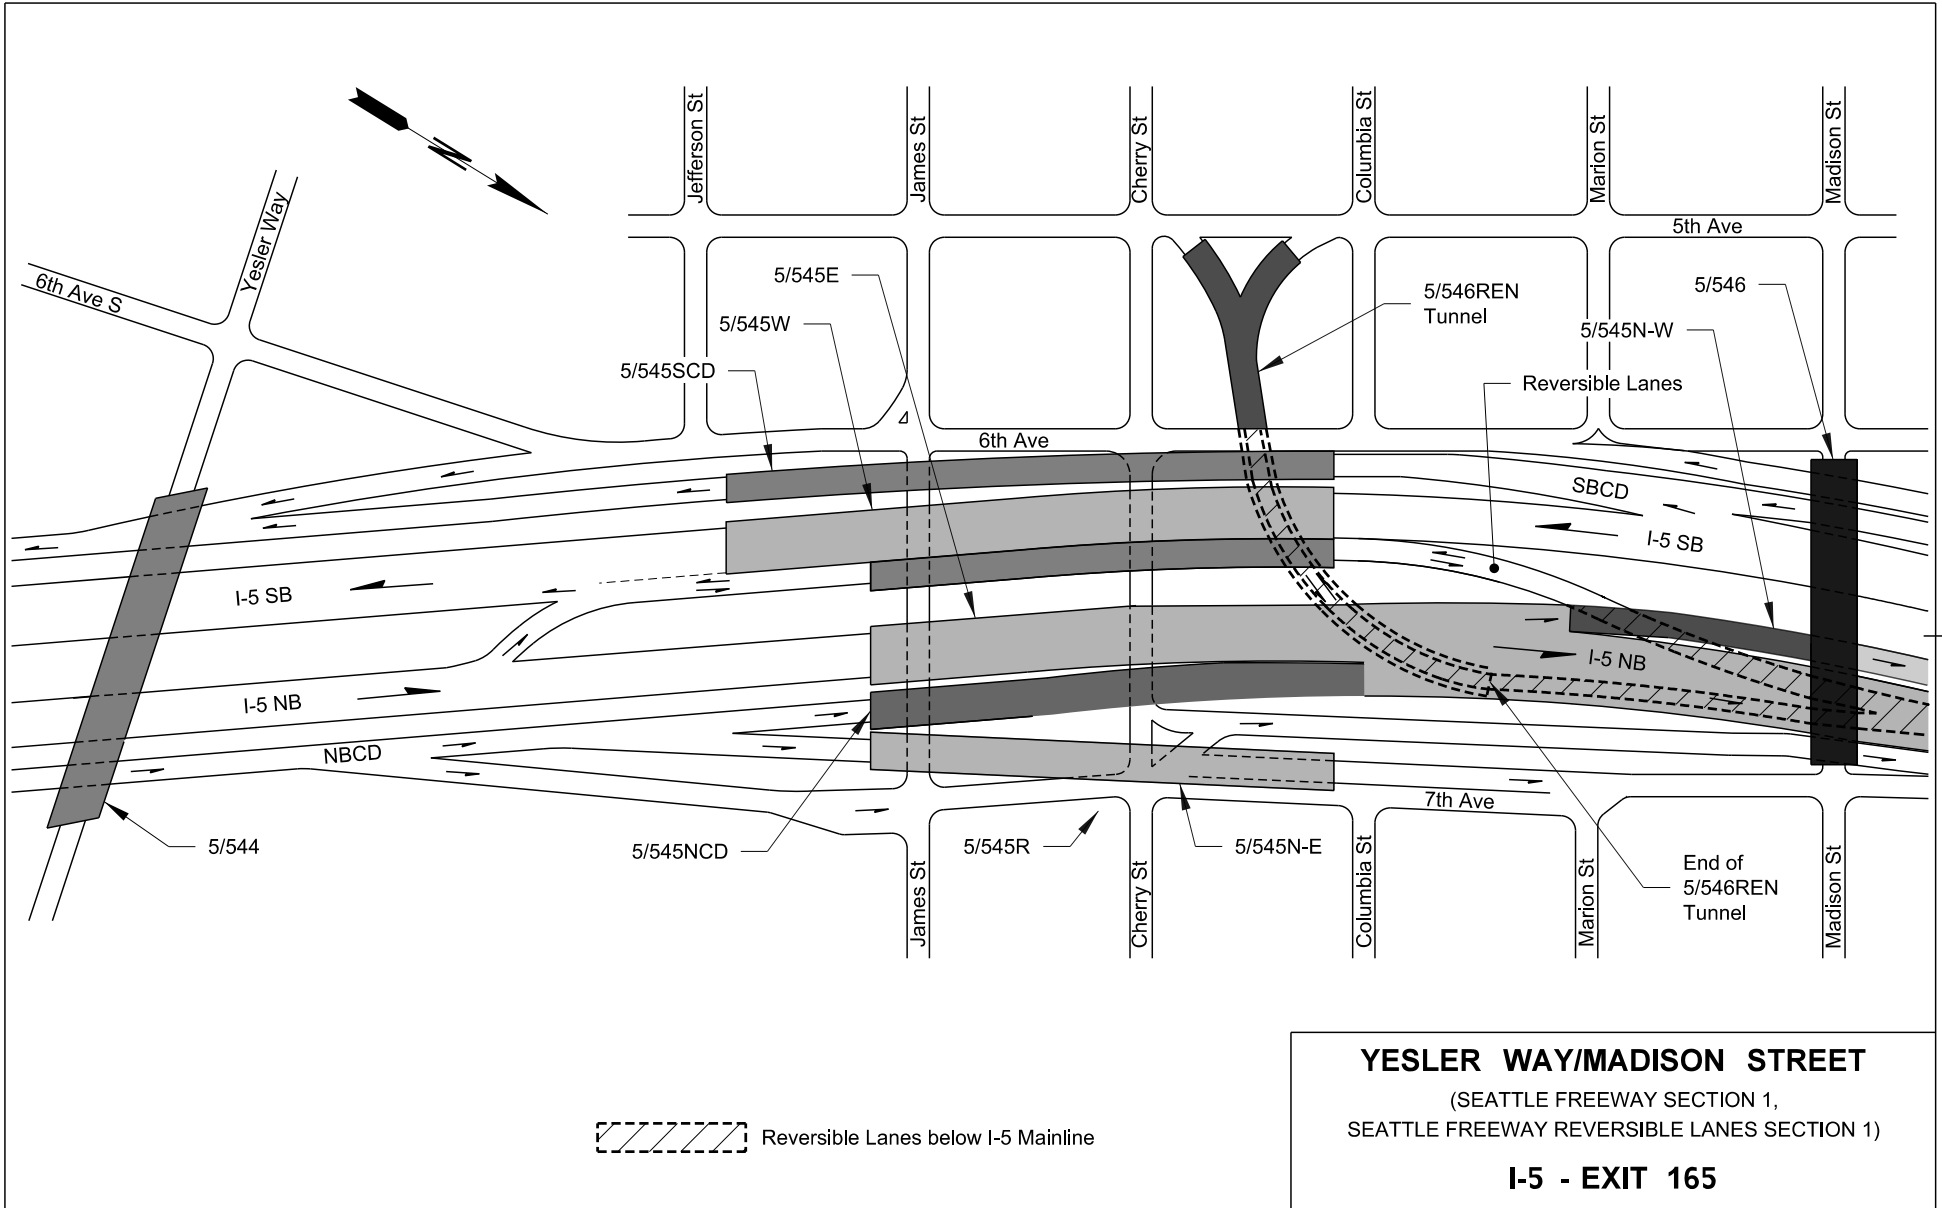 Jefferson St
James St
Cherry St
Columbia St
Marion St
Madison St
N
Yesler Way
6th Ave S
5th Ave
5/545E
5/546REN
Tunnel
5/546
5/545W
5/545N-W
5/545SCD
Reversible Lanes
6th Ave
SBCD
I-5 SB
I-5 SB
I-5 NB
I-5 NB
NBCD
7th Ave
5/544
5/545NCD
5/545R
5/545N-E
End of
5/546REN
Tunnel
James St
Cherry St
Columbia St
Marion St
Madison St
Reversible Lanes below I-5 Mainline
YESLER WAY/MADISON STREET
(SEATTLE FREEWAY SECTION 1,
SEATTLE FREEWAY REVERSIBLE LANES SECTION 1)
I-5 - EXIT 165